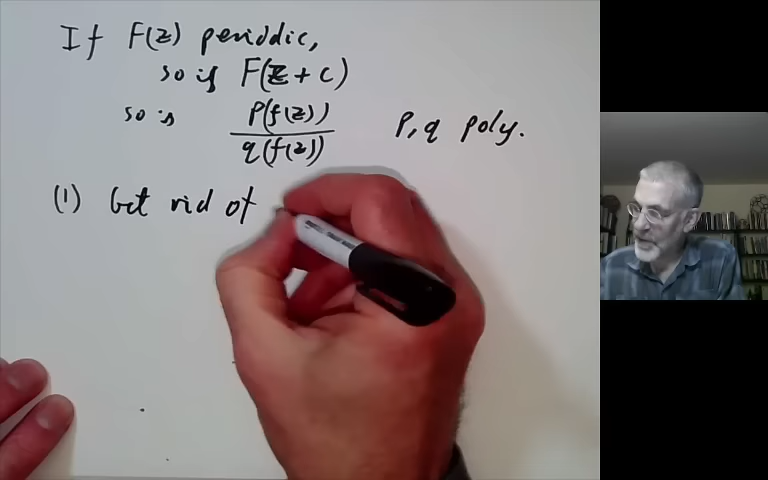 If F(z) periodic,
so is F(z + c)
so is p(f(z)) / q(f(z)) p, q poly.
(1) Get rid of